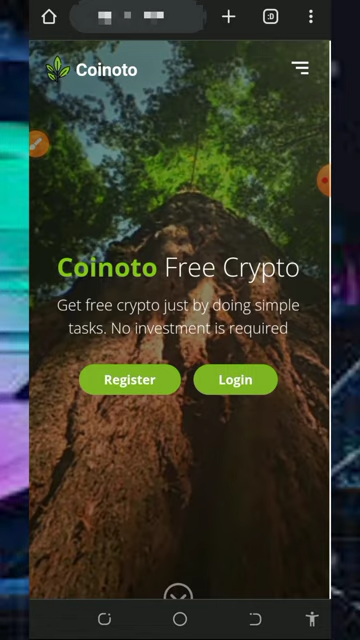 :D
Coinoto
Coinoto Free Crypto
Get free crypto just by doing simple
tasks. No investment is required
Register
Login